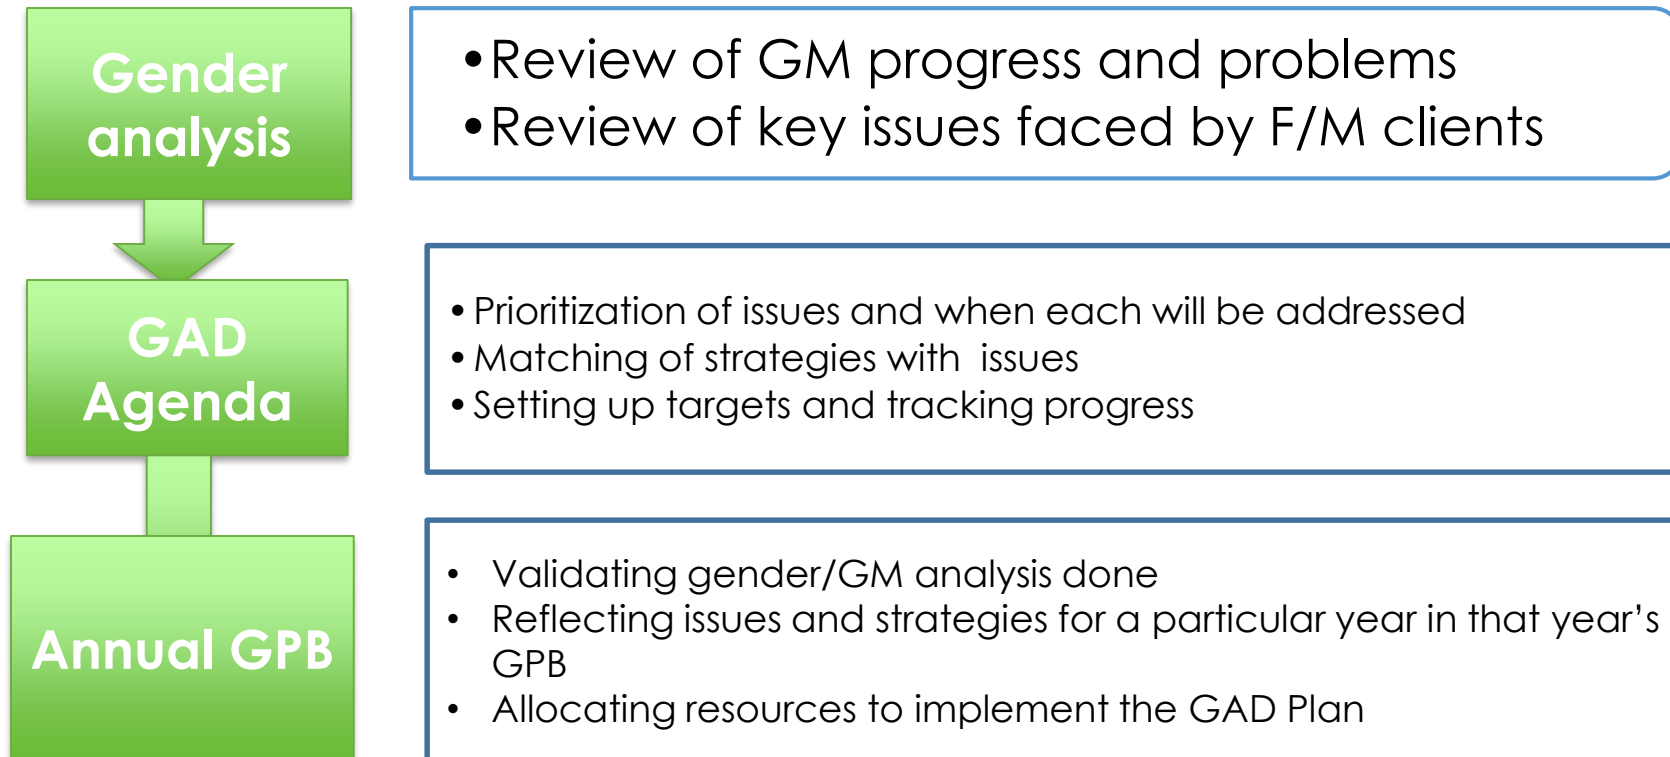 Gender
analysis
•Review of GM progress and problems
•Review of key issues faced by F/M clients
GAD
Agenda
•Prioritization of issues and when each will be addressed
•Matching of strategies with  issues
•Setting up targets and tracking progress
Annual GPB
• Validating gender/GM analysis done
• Reflecting issues and strategies for a particular year in that year’s
GPB
• Allocating resources to implement the GAD Plan